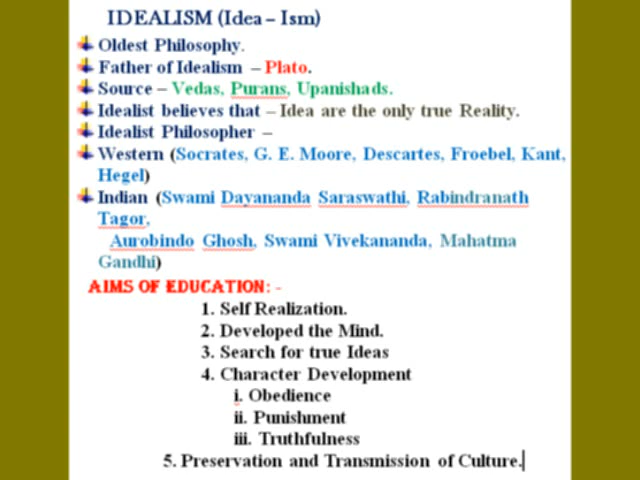 IDEALISM (Idea – Ism)
Oldest Philosophy.
Father of Idealism – Plato.
Source – Vedas, Purans, Upanishads.
Idealist believes that – Idea are the only true Reality.
Idealist Philosopher –
Western (Socrates, G. E. Moore, Descartes, Froebel, Kant,
Hegel)
Indian (Swami Dayananda Saraswathi, Rabindranath
Tagor,
Aurobindo Ghosh, Swami Vivekananda, Mahatma
Gandhi)
AIMS OF EDUCATION: -
1. Self Realization.
2. Developed the Mind.
3. Search for true Ideas
4. Character Development
i. Obedience
ii. Punishment
iii. Truthfulness
5. Preservation and Transmission of Culture.